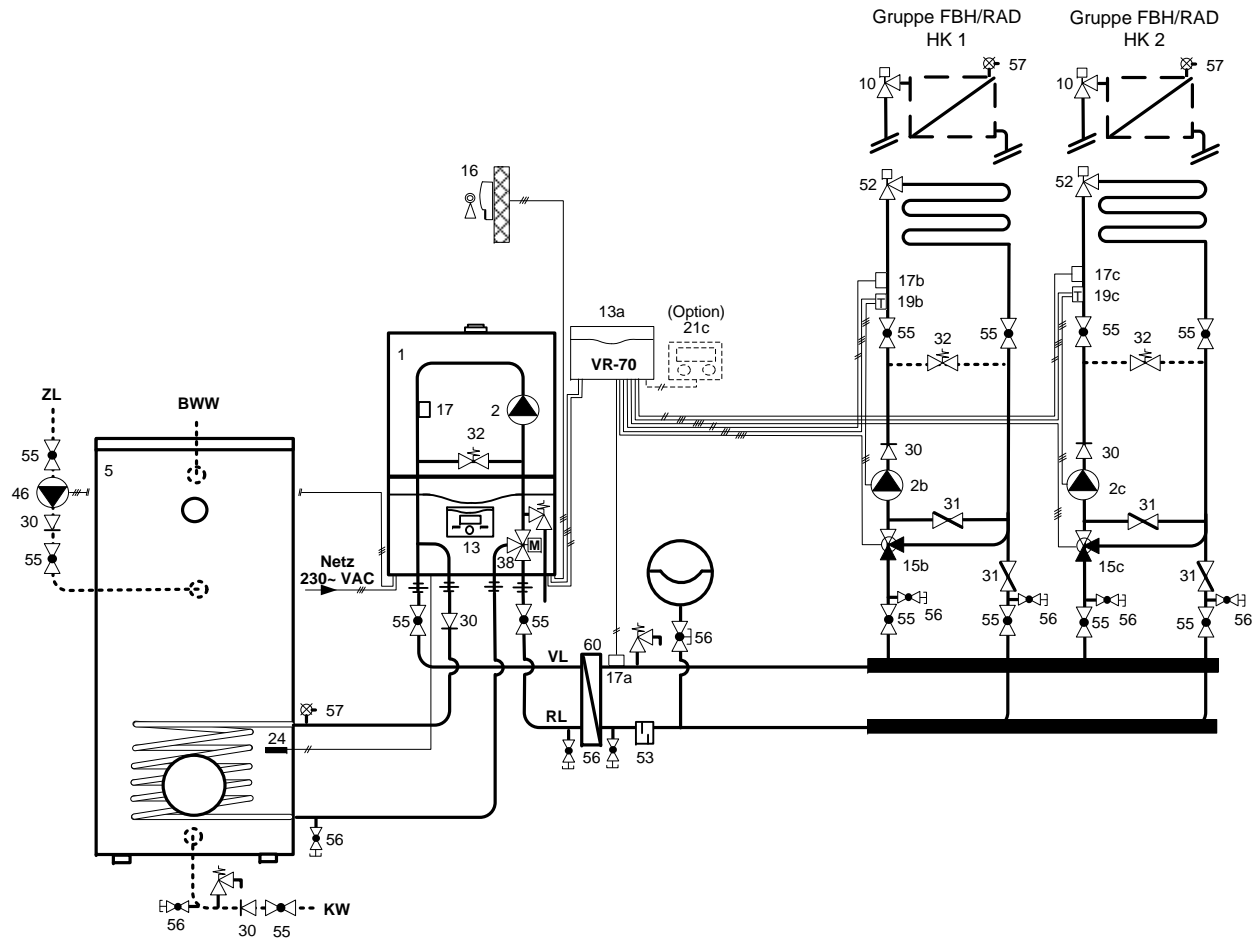 Gruppe FBH/RAD
HK 1
Gruppe FBH/RAD
HK 2
57
57
10
10
16
52
52
17b
17c
19b
19c
13a
(Option)
21c
VR-70
55
55
55
55
32
32
1
17
2
32
ZL
BWW
55
5
46
30
55
30
30
2b
2c
31
31
13
38
M
Netz
230~ VAC
15b
15c
31
31
56
56
56
56
55
55
55
55
55
30
55
56
60
VL
17a
RL
57
24
56
53
56
56
30
55
KW